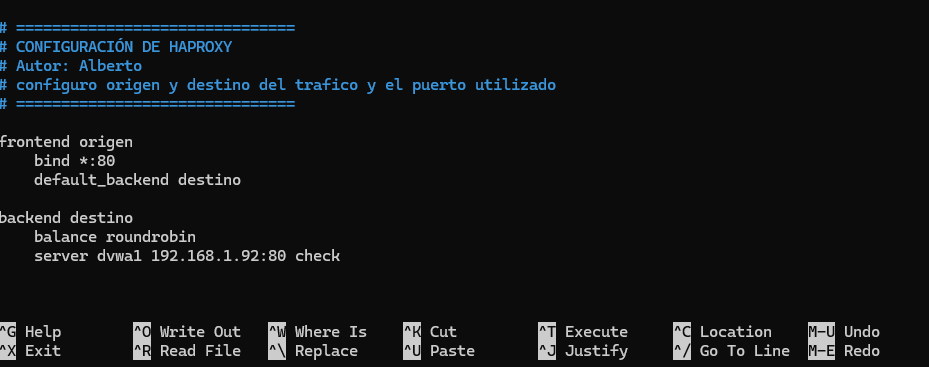 # ===============================
# CONFIGURACIÓN DE HAPROXY
# Autor: Alberto
# configuro origen y destino del trafico y el puerto utilizado
# ===============================
frontend origen
    bind *:80
    default_backend destino
backend destino
    balance roundrobin
    server dvwa1 192.168.1.92:80 check
^G Help ^O Write Out ^W Where Is ^K Cut ^T Execute ^C Location M-U Undo
^X Exit ^R Read File ^\ Replace ^U Paste ^J Justify ^/ Go To Line M-E Redo